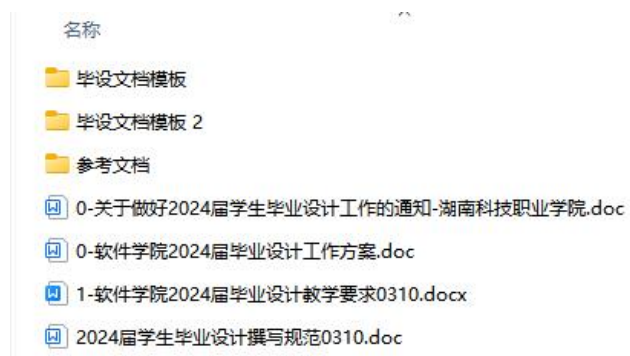 名称
毕设文档模板
毕设文档模板 2
参考文档
0-关于做好2024届学生毕业设计工作的通知-湖南科技职业学院.doc
0-软件学院2024届毕业设计工作方案.doc
1-软件学院2024届毕业设计教学要求0310.docx
2024届学生毕业设计撰写规范0310.doc